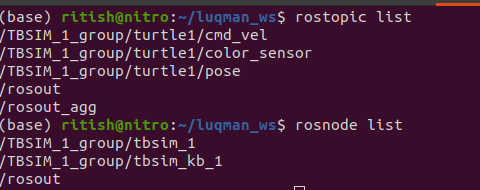 (base) ritish@nitro:~/luqman_ws$ rostopic list
/TBSIM_1_group/turtle1/cmd_vel
/TBSIM_1_group/turtle1/color_sensor
/TBSIM_1_group/turtle1/pose
/rosout
/rosout_agg
(base) ritish@nitro:~/luqman_ws$ rosnode list
/TBSIM_1_group/tbsim_1
/TBSIM_1_group/tbsim_kb_1
/rosout